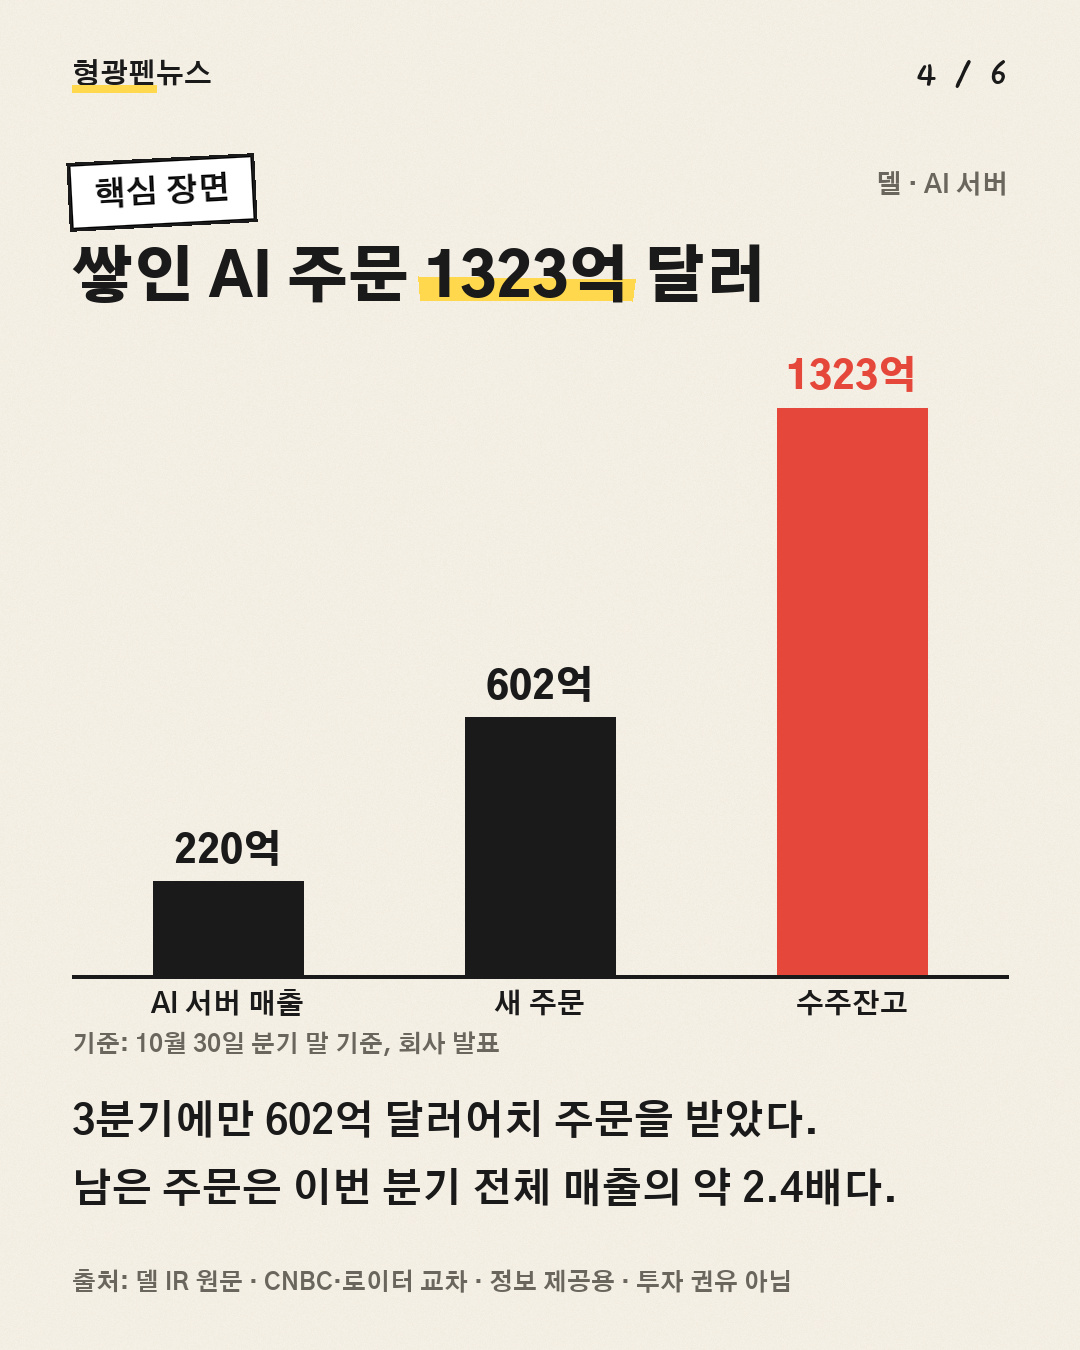 형광펜뉴스
4 / 6
핵심 장면
델 · AI 서버
쌓인 AI 주문 1323억 달러
1323억
602억
220억
AI 서버 매출
새 주문
수주잔고
기준: 10월 30일 분기 말 기준, 회사 발표
3분기에만 602억 달러어치 주문을 받았다.
남은 주문은 이번 분기 전체 매출의 약 2.4배다.
출처: 델 IR 원문 · CNBC·로이터 교차 · 정보 제공용 · 투자 권유 아님